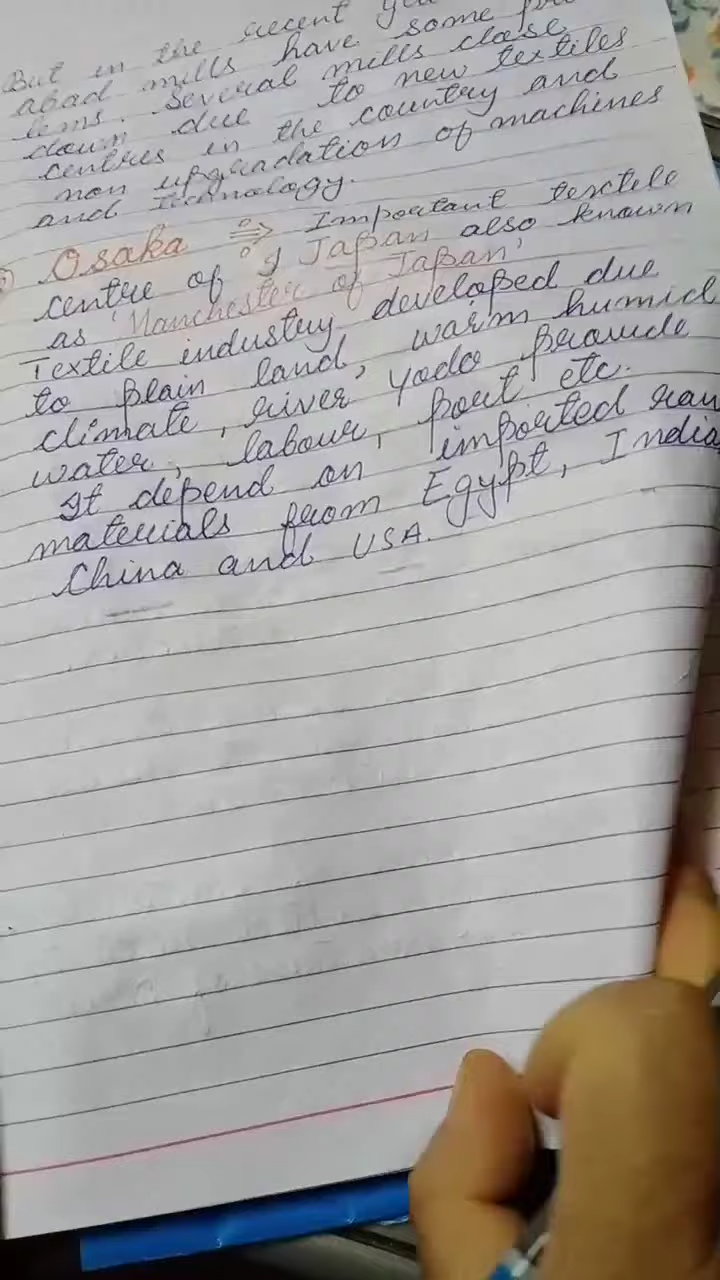 But in the recent
abad mills have some
lems. Several mills close
down due to new textiles
centres in the country and
non upgradation of machines
and Technology.
Osaka ⇒ Important textile
centre of Japan also known
as 'Manchester of Japan'
Textile industry developed due
to plain land, warm humid
climate, river Yodo provide
water, labour, port etc.
It depend on imported raw
materials from Egypt, India,
China and USA.